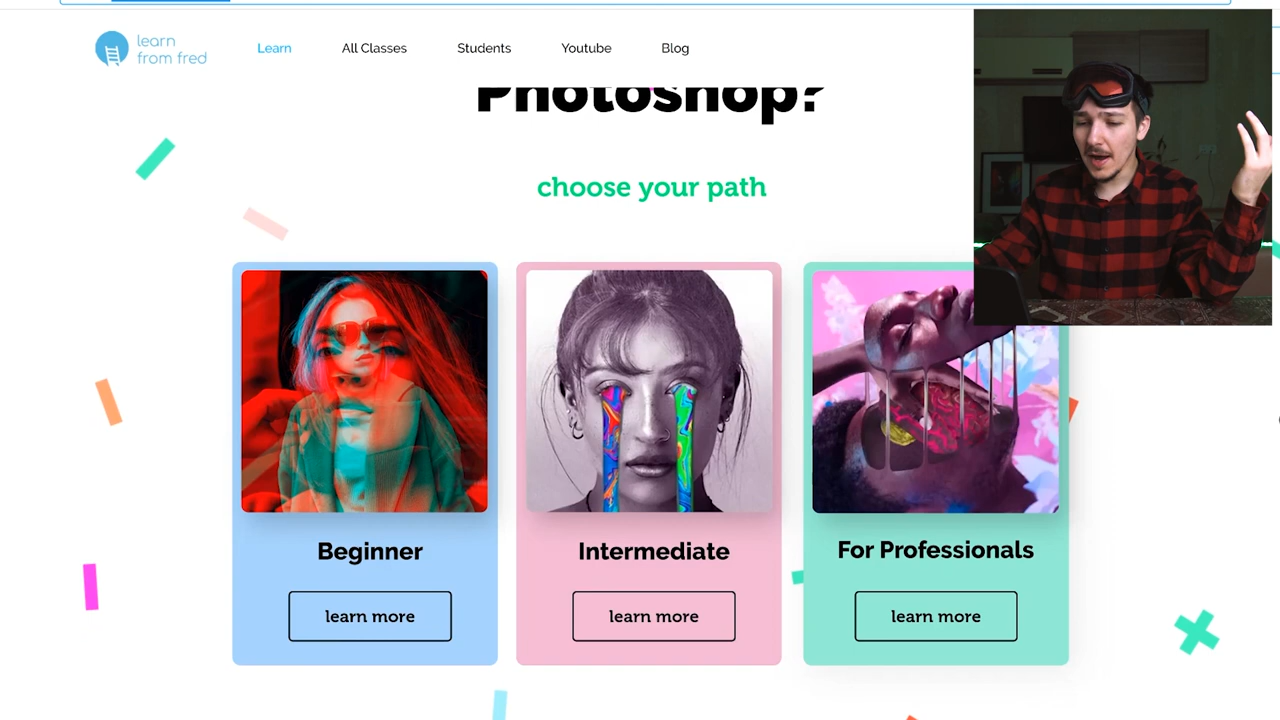 learn
from fred
Learn
All Classes
Students
Youtube
Blog
Photoshop?
choose your path
Beginner
Intermediate
For Professionals
learn more
learn more
learn more